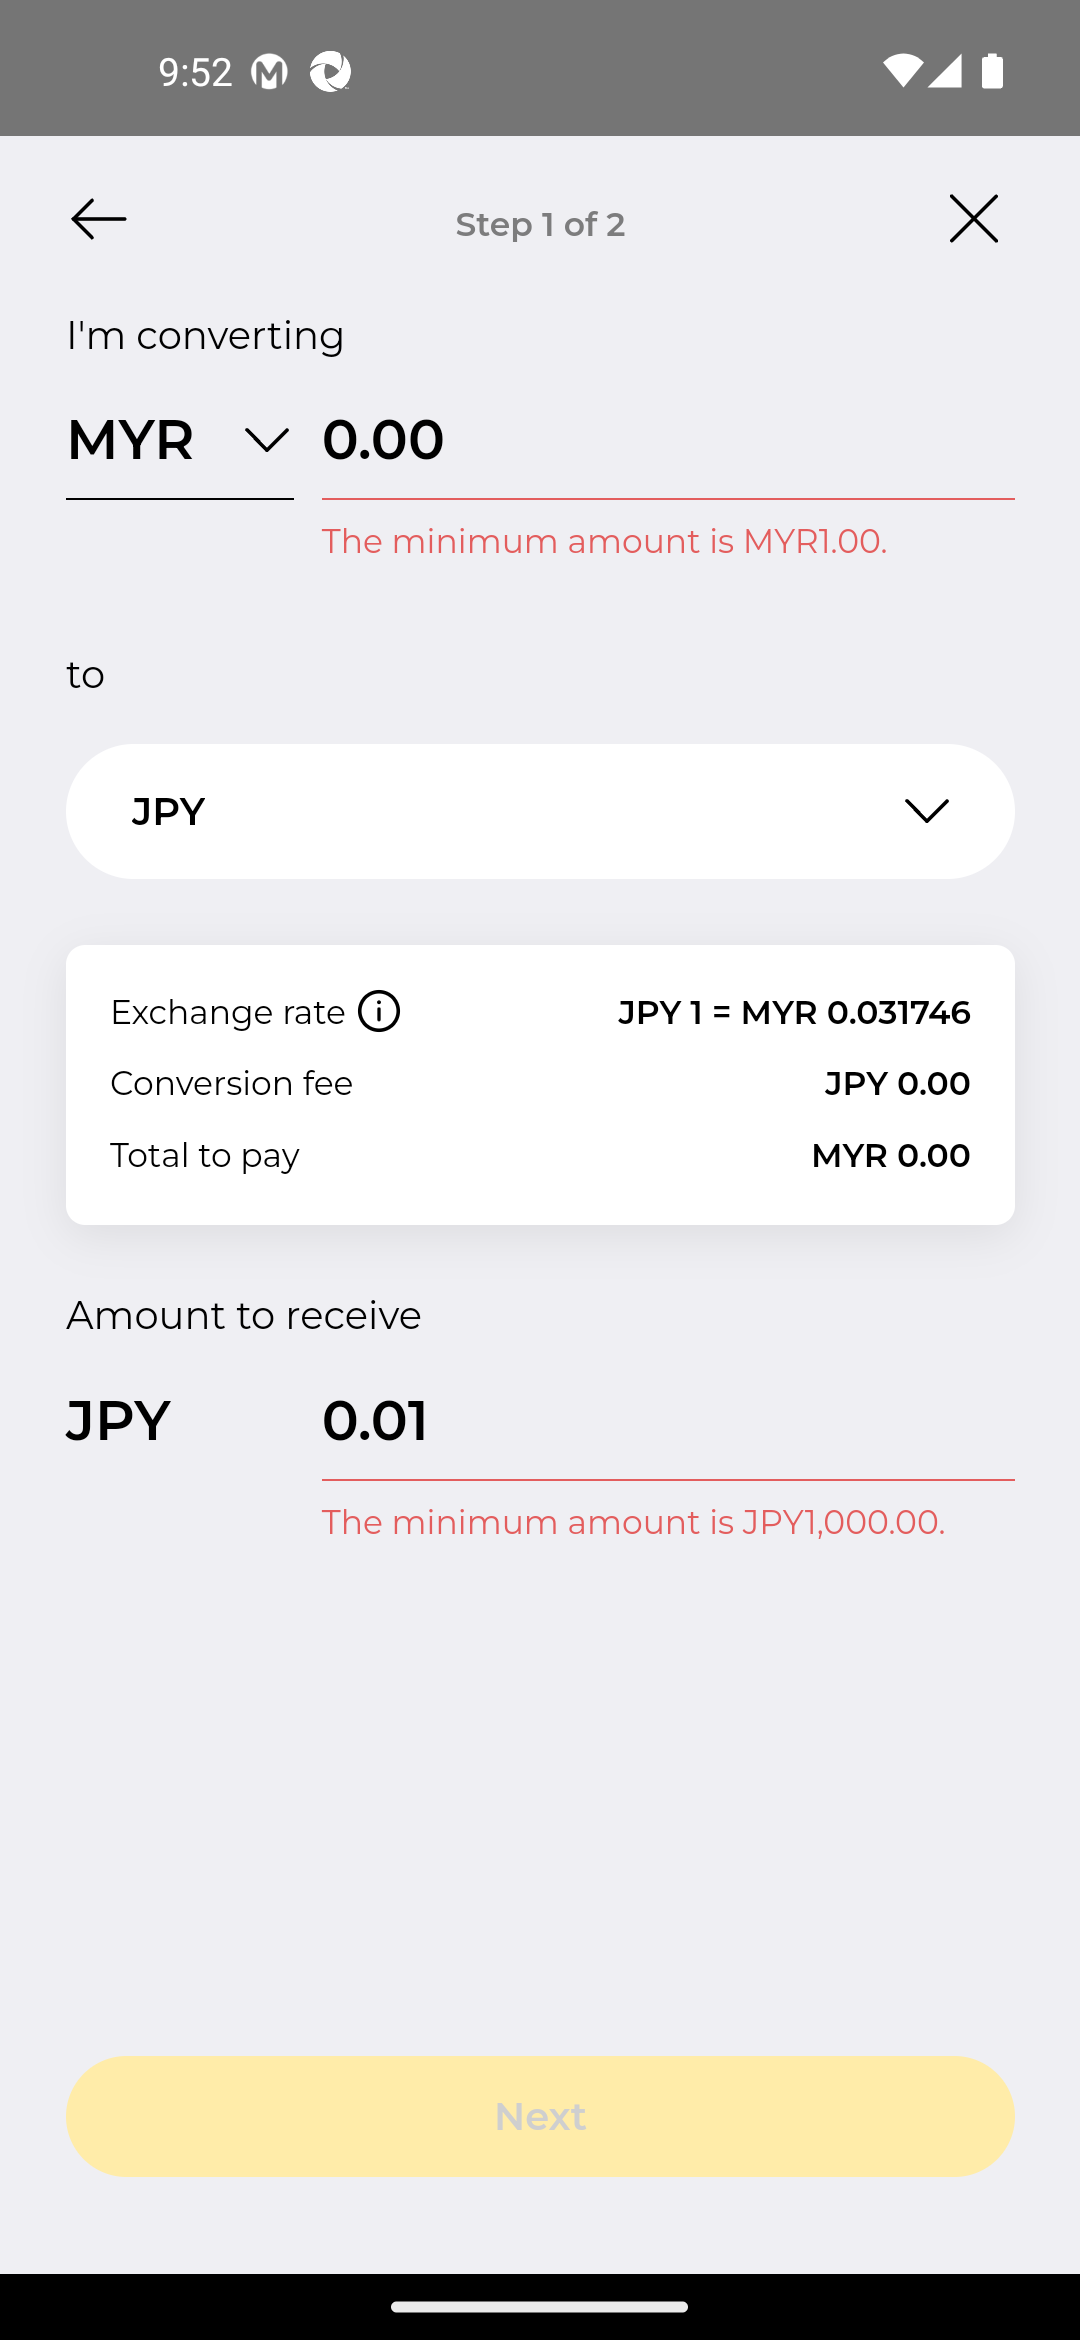 9:52
Step 1 of 2
I'm converting
MYR 0.00
The minimum amount is MYR1.00.
to
JPY
Exchange rate JPY 1 = MYR 0.031746
Conversion fee JPY 0.00
Total to pay MYR 0.00
Amount to receive
JPY 0.01
The minimum amount is JPY1,000.00.
Next